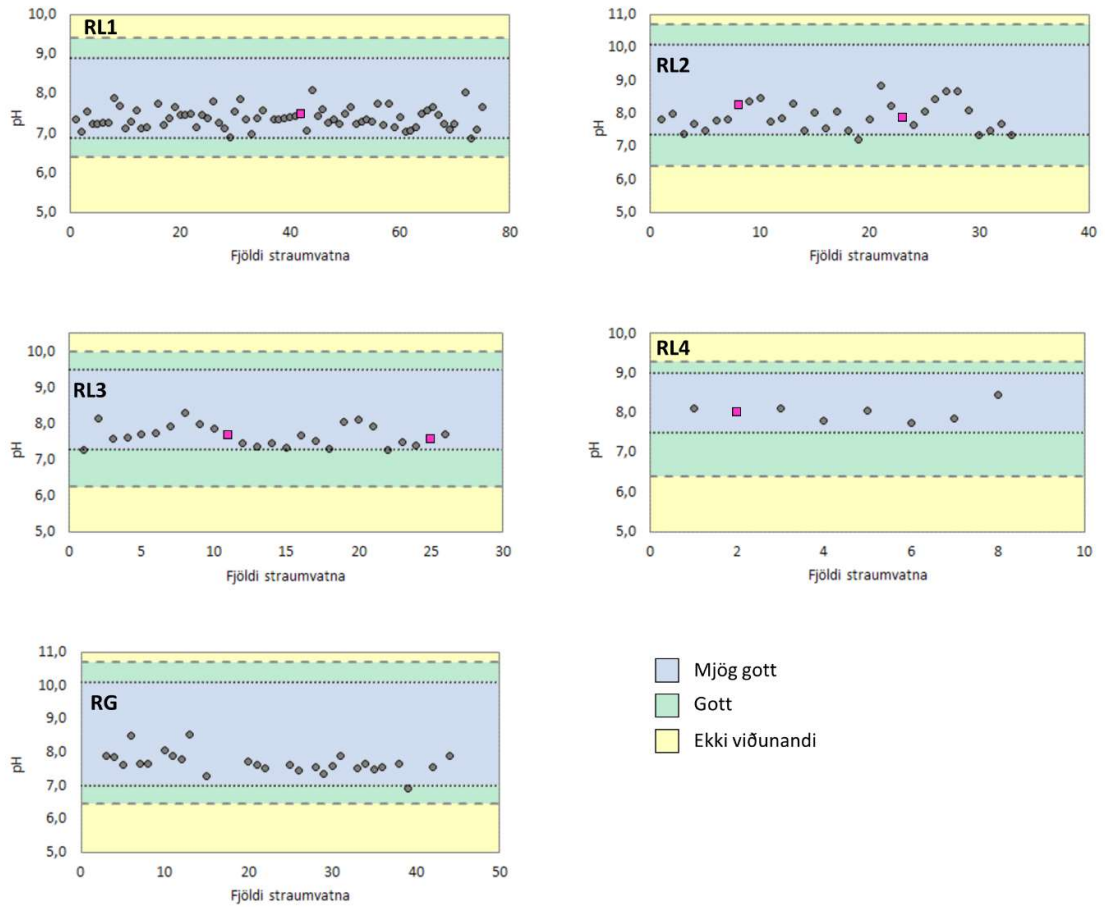 RL1
10,0
9,0
8,0
7,0
6,0
5,0
pH
0 20 40 60 80
Fjöldi straumvatna
RL2
11,0
10,0
9,0
8,0
7,0
6,0
5,0
pH
0 10 20 30 40
Fjöldi straumvatna
RL3
10,0
9,0
8,0
7,0
6,0
5,0
pH
0 5 10 15 20 25 30
Fjöldi straumvatna
RL4
10,0
9,0
8,0
7,0
6,0
5,0
pH
0 2 4 6 8 10
Fjöldi straumvatna
RG
11,0
10,0
9,0
8,0
7,0
6,0
5,0
pH
0 10 20 30 40 50
Fjöldi straumvatna
Mjög gott
Gott
Ekki viðunandi